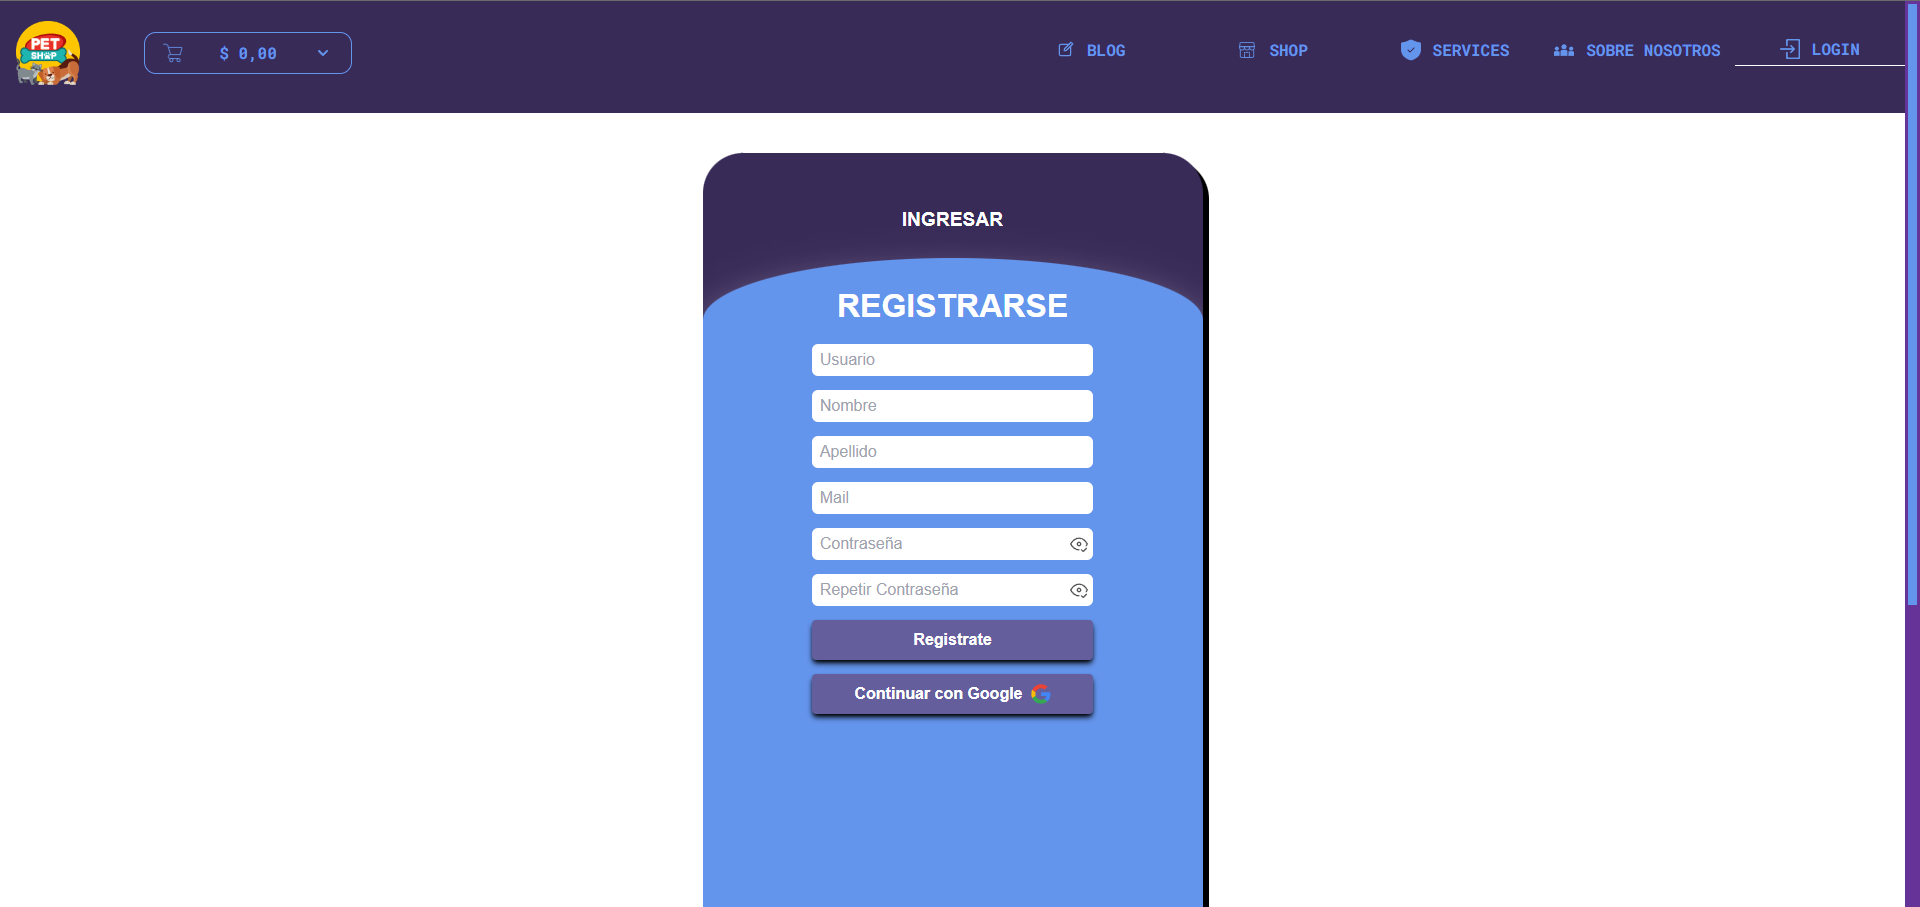 PET
SHOP
$ 0,00
BLOG
SHOP
SERVICES
SOBRE NOSOTROS
LOGIN
INGRESAR
REGISTRARSE
Usuario
Nombre
Apellido
Mail
Contraseña
Repetir Contraseña
Registrate
Continuar con Google